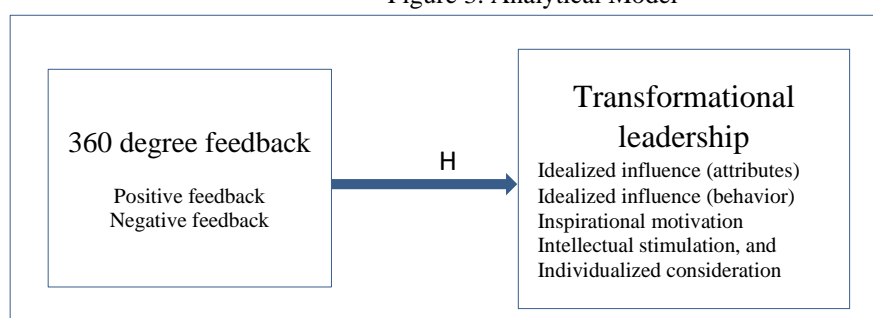 Figure 3: Analytical Model
360 degree feedback
Positive feedback
Negative feedback
H
Transformational
leadership
Idealized influence (attributes)
Idealized influence (behavior)
Inspirational motivation
Intellectual stimulation, and
Individualized consideration